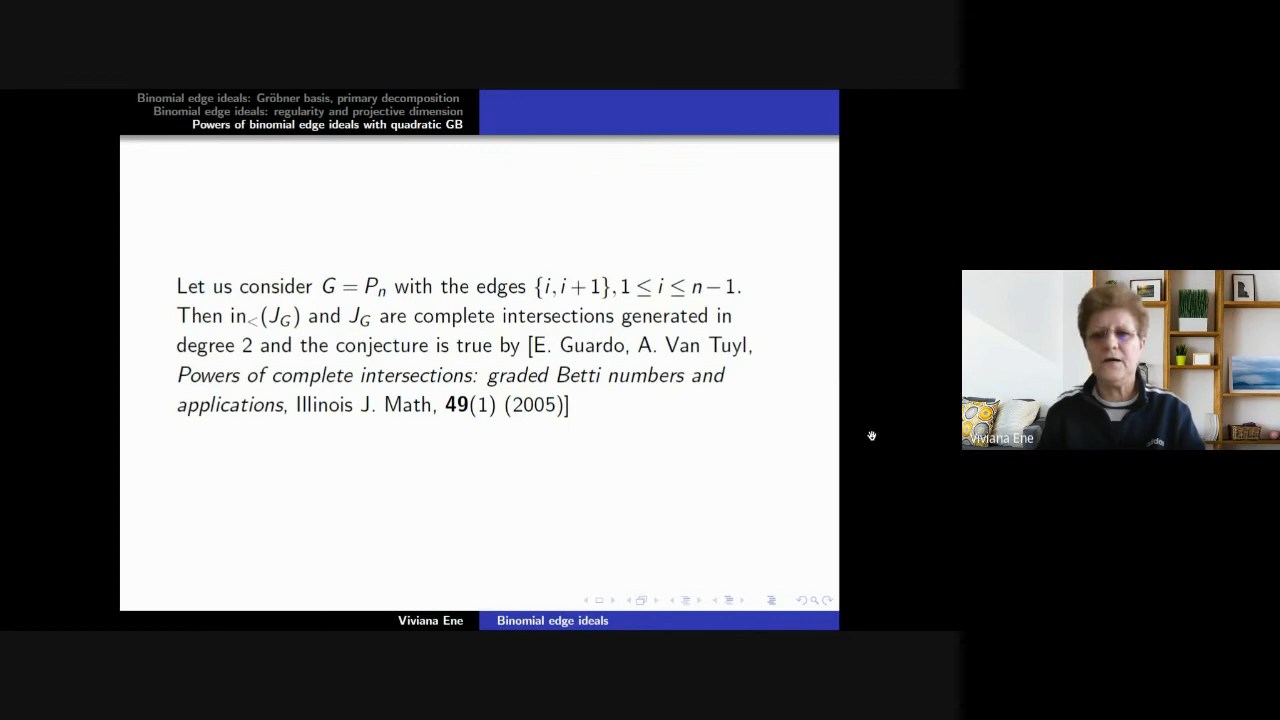 Binomial edge ideals: Gröbner basis, primary decomposition
Binomial edge ideals: regularity and projective dimension
Powers of binomial edge ideals with quadratic GB
Let us consider G = Pₙ with the edges {i, i + 1}, 1 ≤ i ≤ n − 1.
Then in<(J_G) and J_G are complete intersections generated in
degree 2 and the conjecture is true by [E. Guardo, A. Van Tuyl,
Powers of complete intersections: graded Betti numbers and
applications, Illinois J. Math, 49(1) (2005)]
Viviana Ene
Viviana Ene
Binomial edge ideals